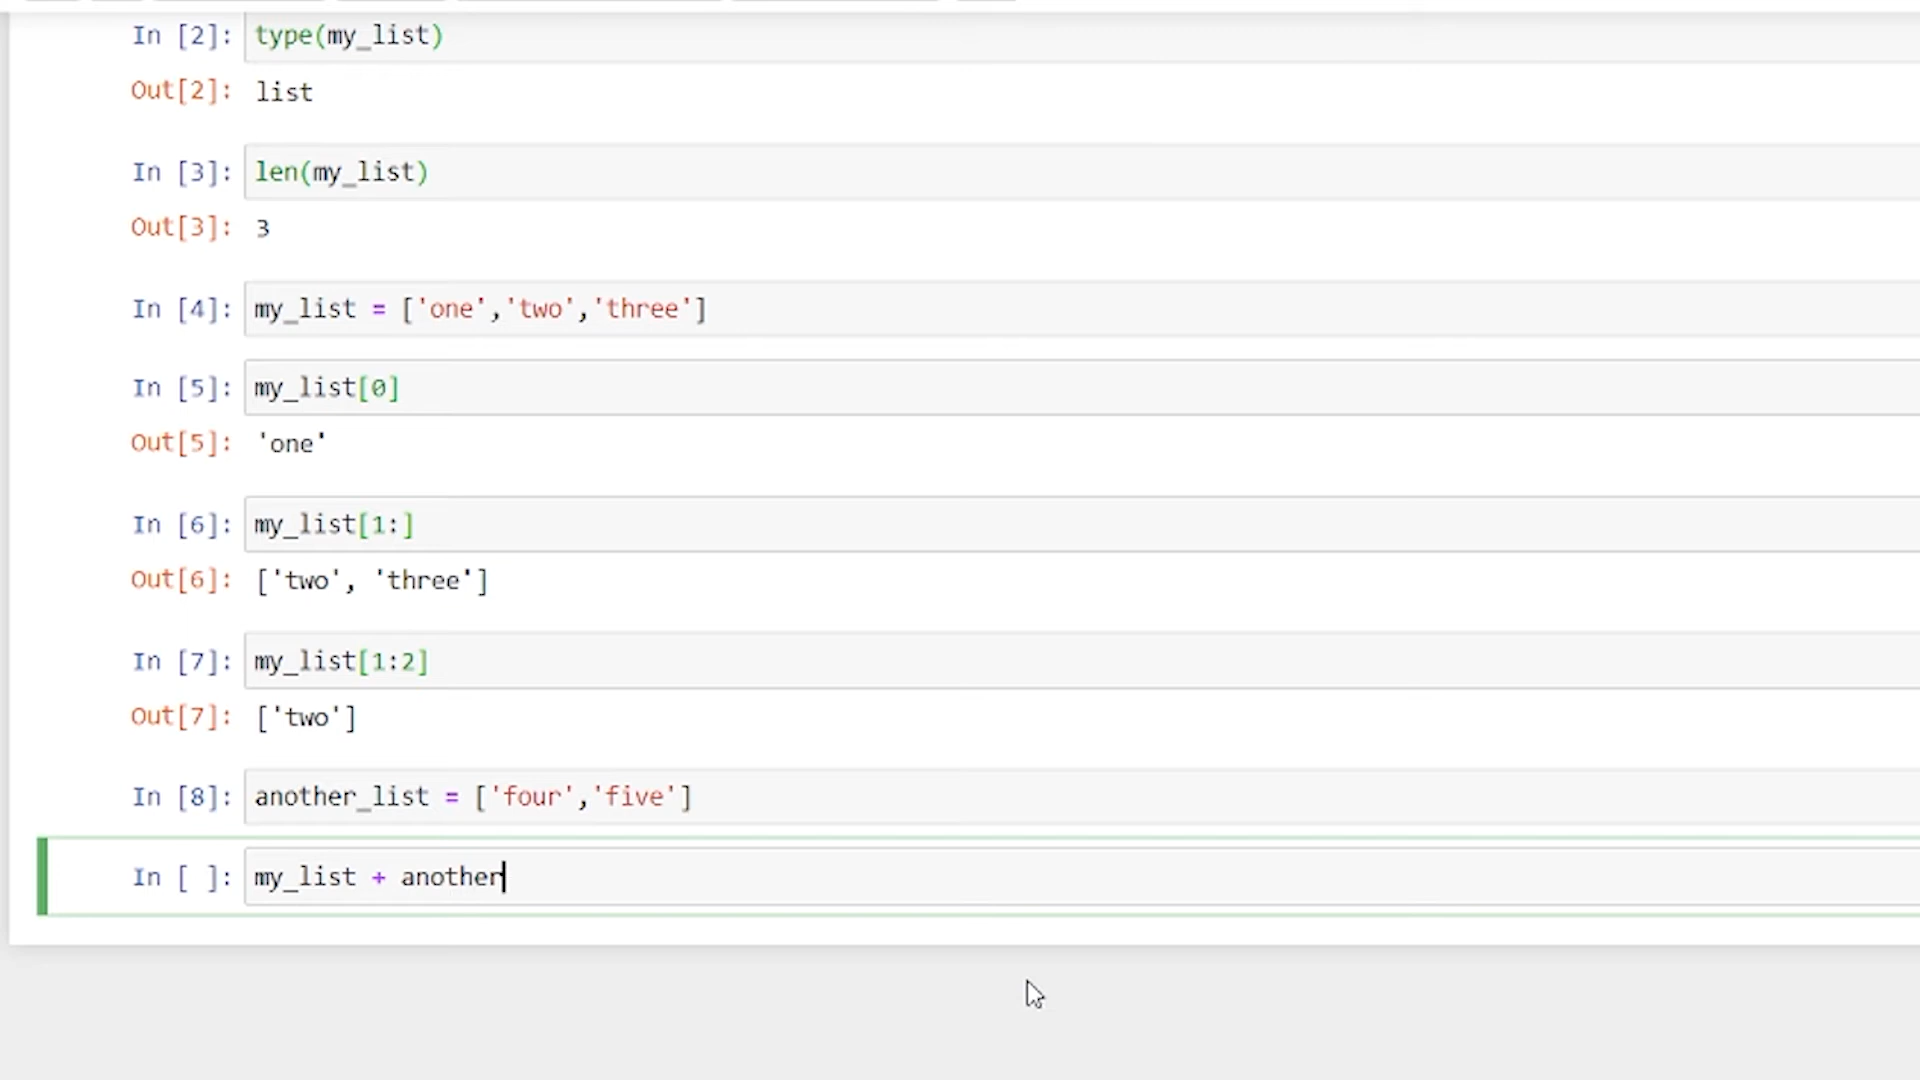 In [2]: type(my_list)
Out[2]: list
In [3]: len(my_list)
Out[3]: 3
In [4]: my_list = ['one','two','three']
In [5]: my_list[0]
Out[5]: 'one'
In [6]: my_list[1:]
Out[6]: ['two', 'three']
In [7]: my_list[1:2]
Out[7]: ['two']
In [8]: another_list = ['four','five']
In [ ]: my_list + another